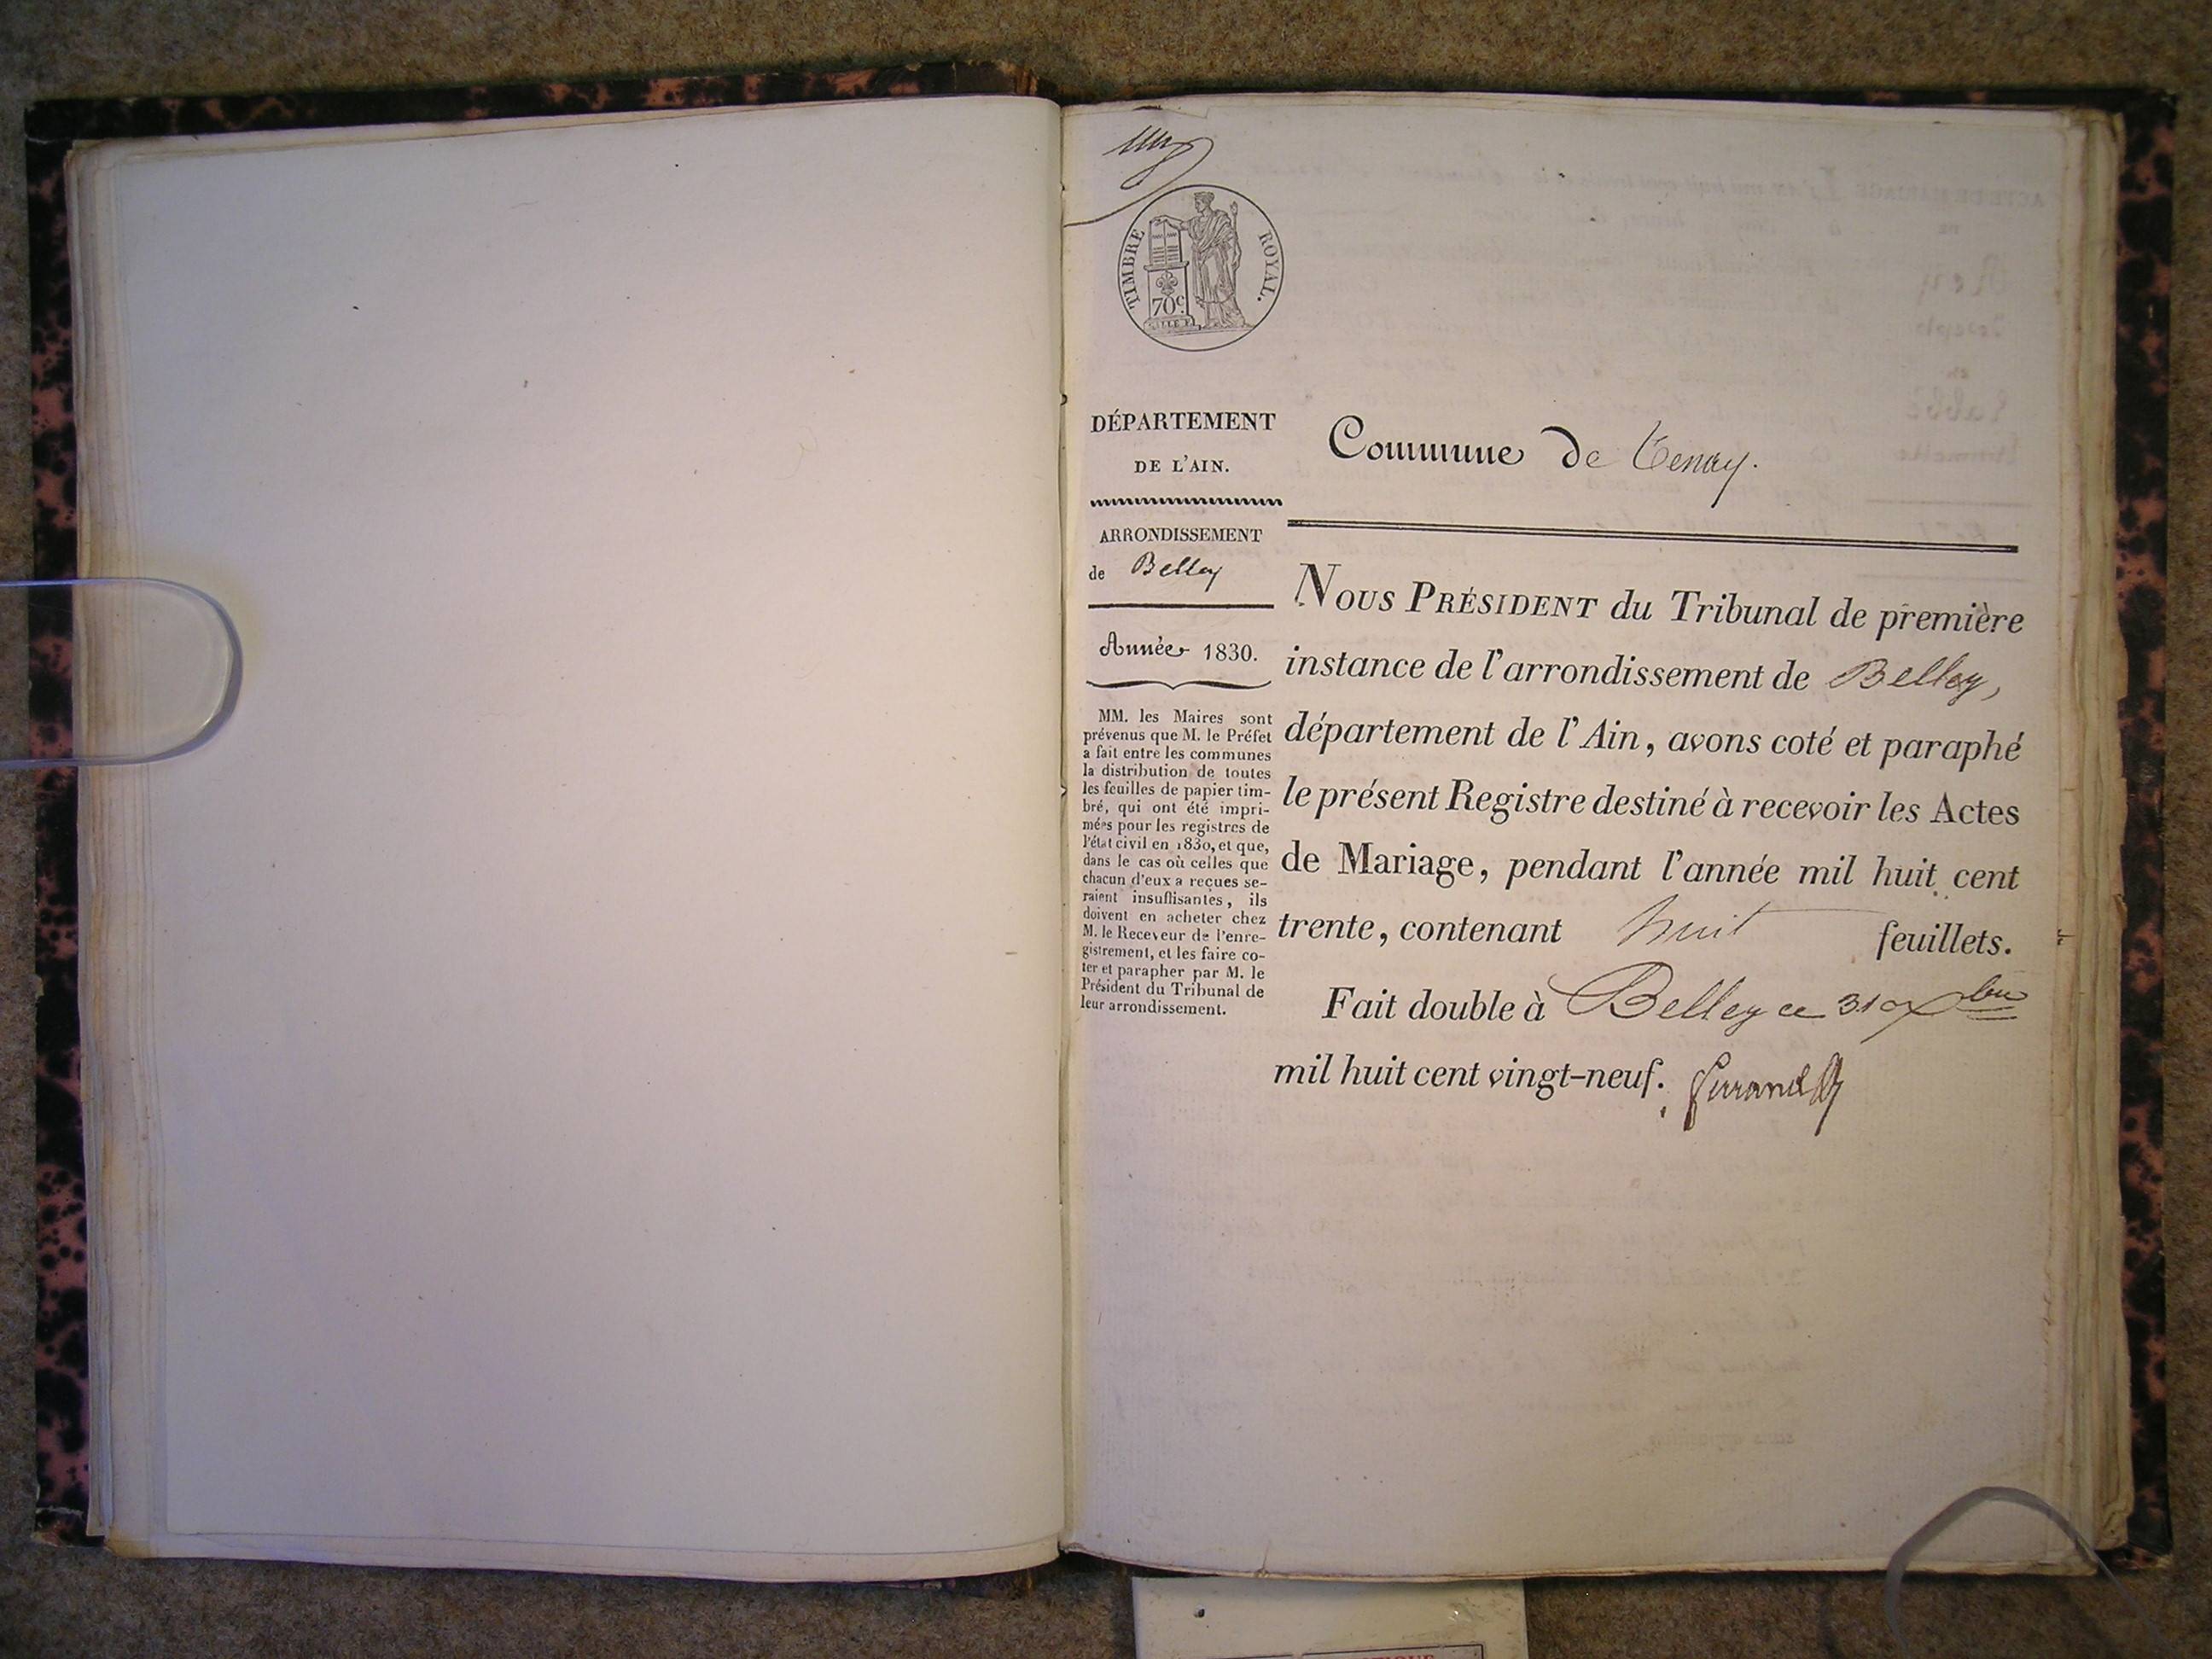 TIMBRE ROYAL.
70c.
DÉPARTEMENT
DE L'AIN.
ARRONDISSEMENT
de Belley
Année 1830.
MM. les Maires sont
prévenus que M. le Préfet
a fait entre les communes
la distribution de toutes
les feuilles de papier tim-
bré, qui ont été impri-
mées pour les registres de
l'état civil en 1830, et que,
dans le cas où celles que
chacun d'eux a reçues se-
raient insuffisantes, ils
doivent en acheter chez
M. le Receveur de l'enre-
gistrement, et les faire co-
ter et parapher par M. le
Président du Tribunal de
leur arrondissement.
Commune de Tenay.
NOUS PRÉSIDENT du Tribunal de première
instance de l'arrondissement de Belley,
département de l'Ain, avons coté et paraphé
le présent Registre destiné à recevoir les Actes
de Mariage, pendant l'année mil huit cent
trente, contenant huit feuillets.
Fait double à Belley ce 31 Xbre
mil huit cent vingt-neuf.